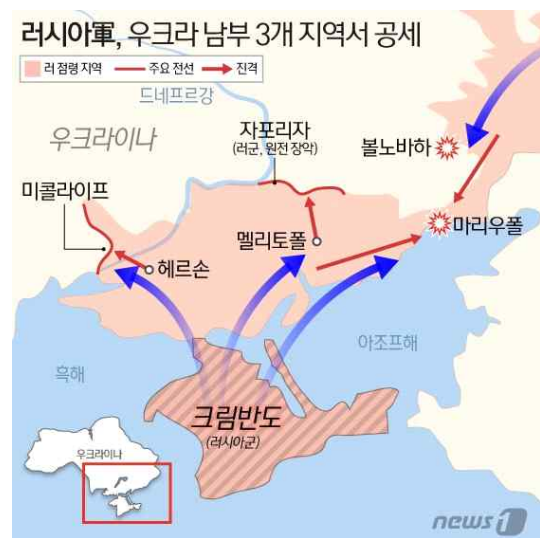 러시아軍, 우크라 남부 3개 지역서 공세
러 점령 지역 주요 전선 진격
드네프르강
우크라이나
자포리자
(러군, 원전 장악)
볼노바하
미콜라이프
마리우폴
멜리토폴
헤르손
아조프해
흑해
크림반도
(러시아군)
우크라이나
news1